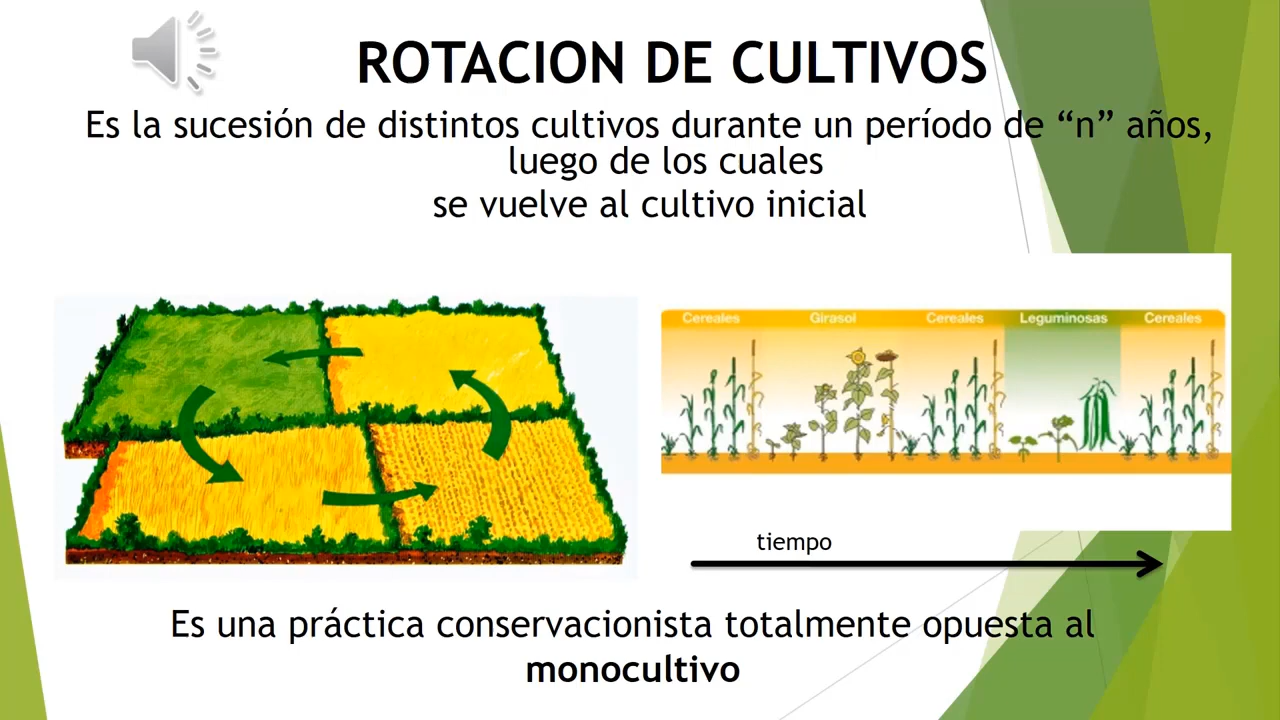 ROTACION DE CULTIVOS
Es la sucesión de distintos cultivos durante un período de “n” años,
luego de los cuales
se vuelve al cultivo inicial
Cereales Girasol Cereales Leguminosas Cereales
tiempo
Es una práctica conservacionista totalmente opuesta al
monocultivo